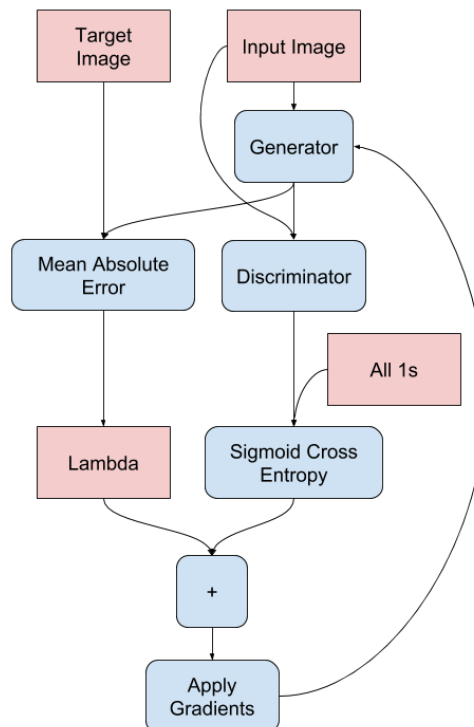 Target
Image
Input Image
Generator
Mean Absolute
Error
Discriminator
All 1s
Lambda
Sigmoid Cross
Entropy
+
Apply
Gradients